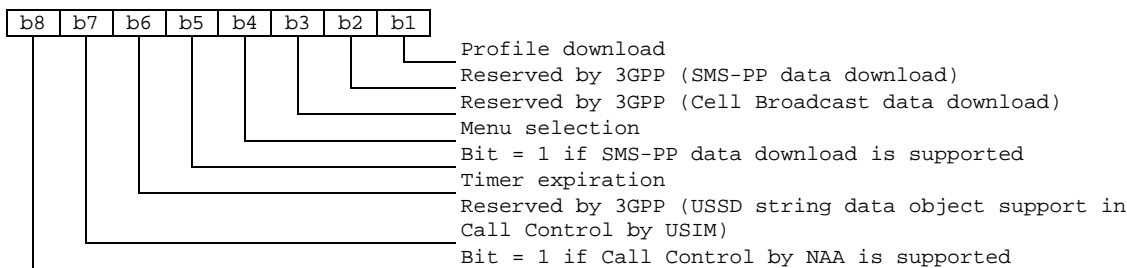 b8 b7 b6 b5 b4 b3 b2 b1
Profile download
Reserved by 3GPP (SMS-PP data download)
Reserved by 3GPP (Cell Broadcast data download)
Menu selection
Bit = 1 if SMS-PP data download is supported
Timer expiration
Reserved by 3GPP (USSD string data object support in
Call Control by USIM)
Bit = 1 if Call Control by NAA is supported